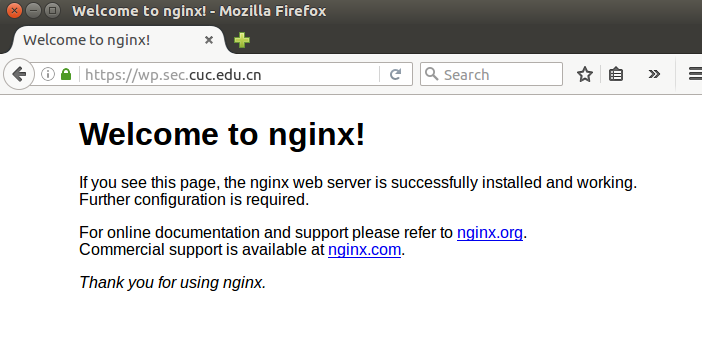 Welcome to nginx! - Mozilla Firefox
Welcome to nginx!
https://wp.sec.cuc.edu.cn
Search
Welcome to nginx!
If you see this page, the nginx web server is successfully installed and working.
Further configuration is required.
For online documentation and support please refer to nginx.org.
Commercial support is available at nginx.com.
Thank you for using nginx.